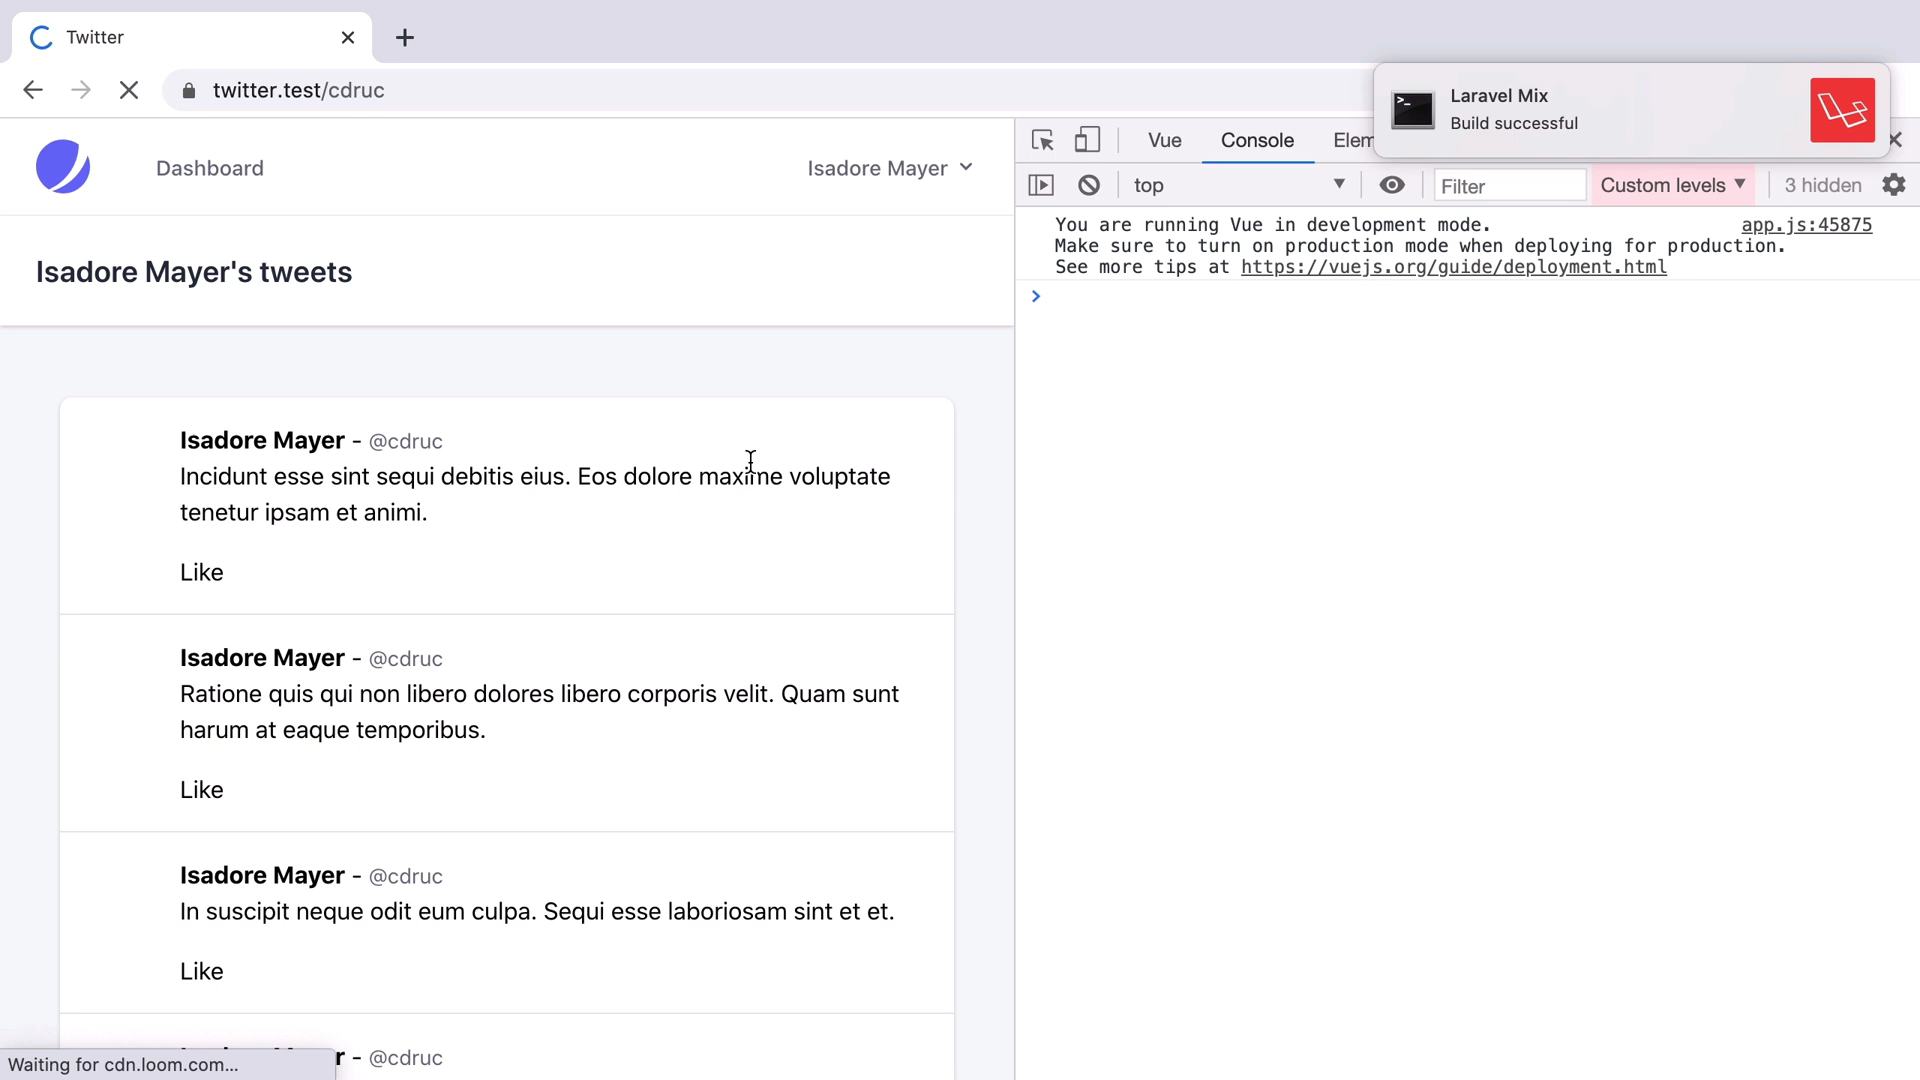 Twitter
twitter.test/cdruc
Laravel Mix
Build successful
Dashboard
Isadore Mayer
Vue
Console
Elem
top
Filter
Custom levels
3 hidden
Isadore Mayer's tweets
You are running Vue in development mode.
app.js:45875
Make sure to turn on production mode when deploying for production.
See more tips at https://vuejs.org/guide/deployment.html
Isadore Mayer - @cdruc
Incidunt esse sint sequi debitis eius. Eos dolore maxime voluptate
tenetur ipsam et animi.
Like
Isadore Mayer - @cdruc
Ratione quis qui non libero dolores libero corporis velit. Quam sunt
harum at eaque temporibus.
Like
Isadore Mayer - @cdruc
In suscipit neque odit eum culpa. Sequi esse laboriosam sint et et.
Like
- @cdruc
Waiting for cdn.loom.com...